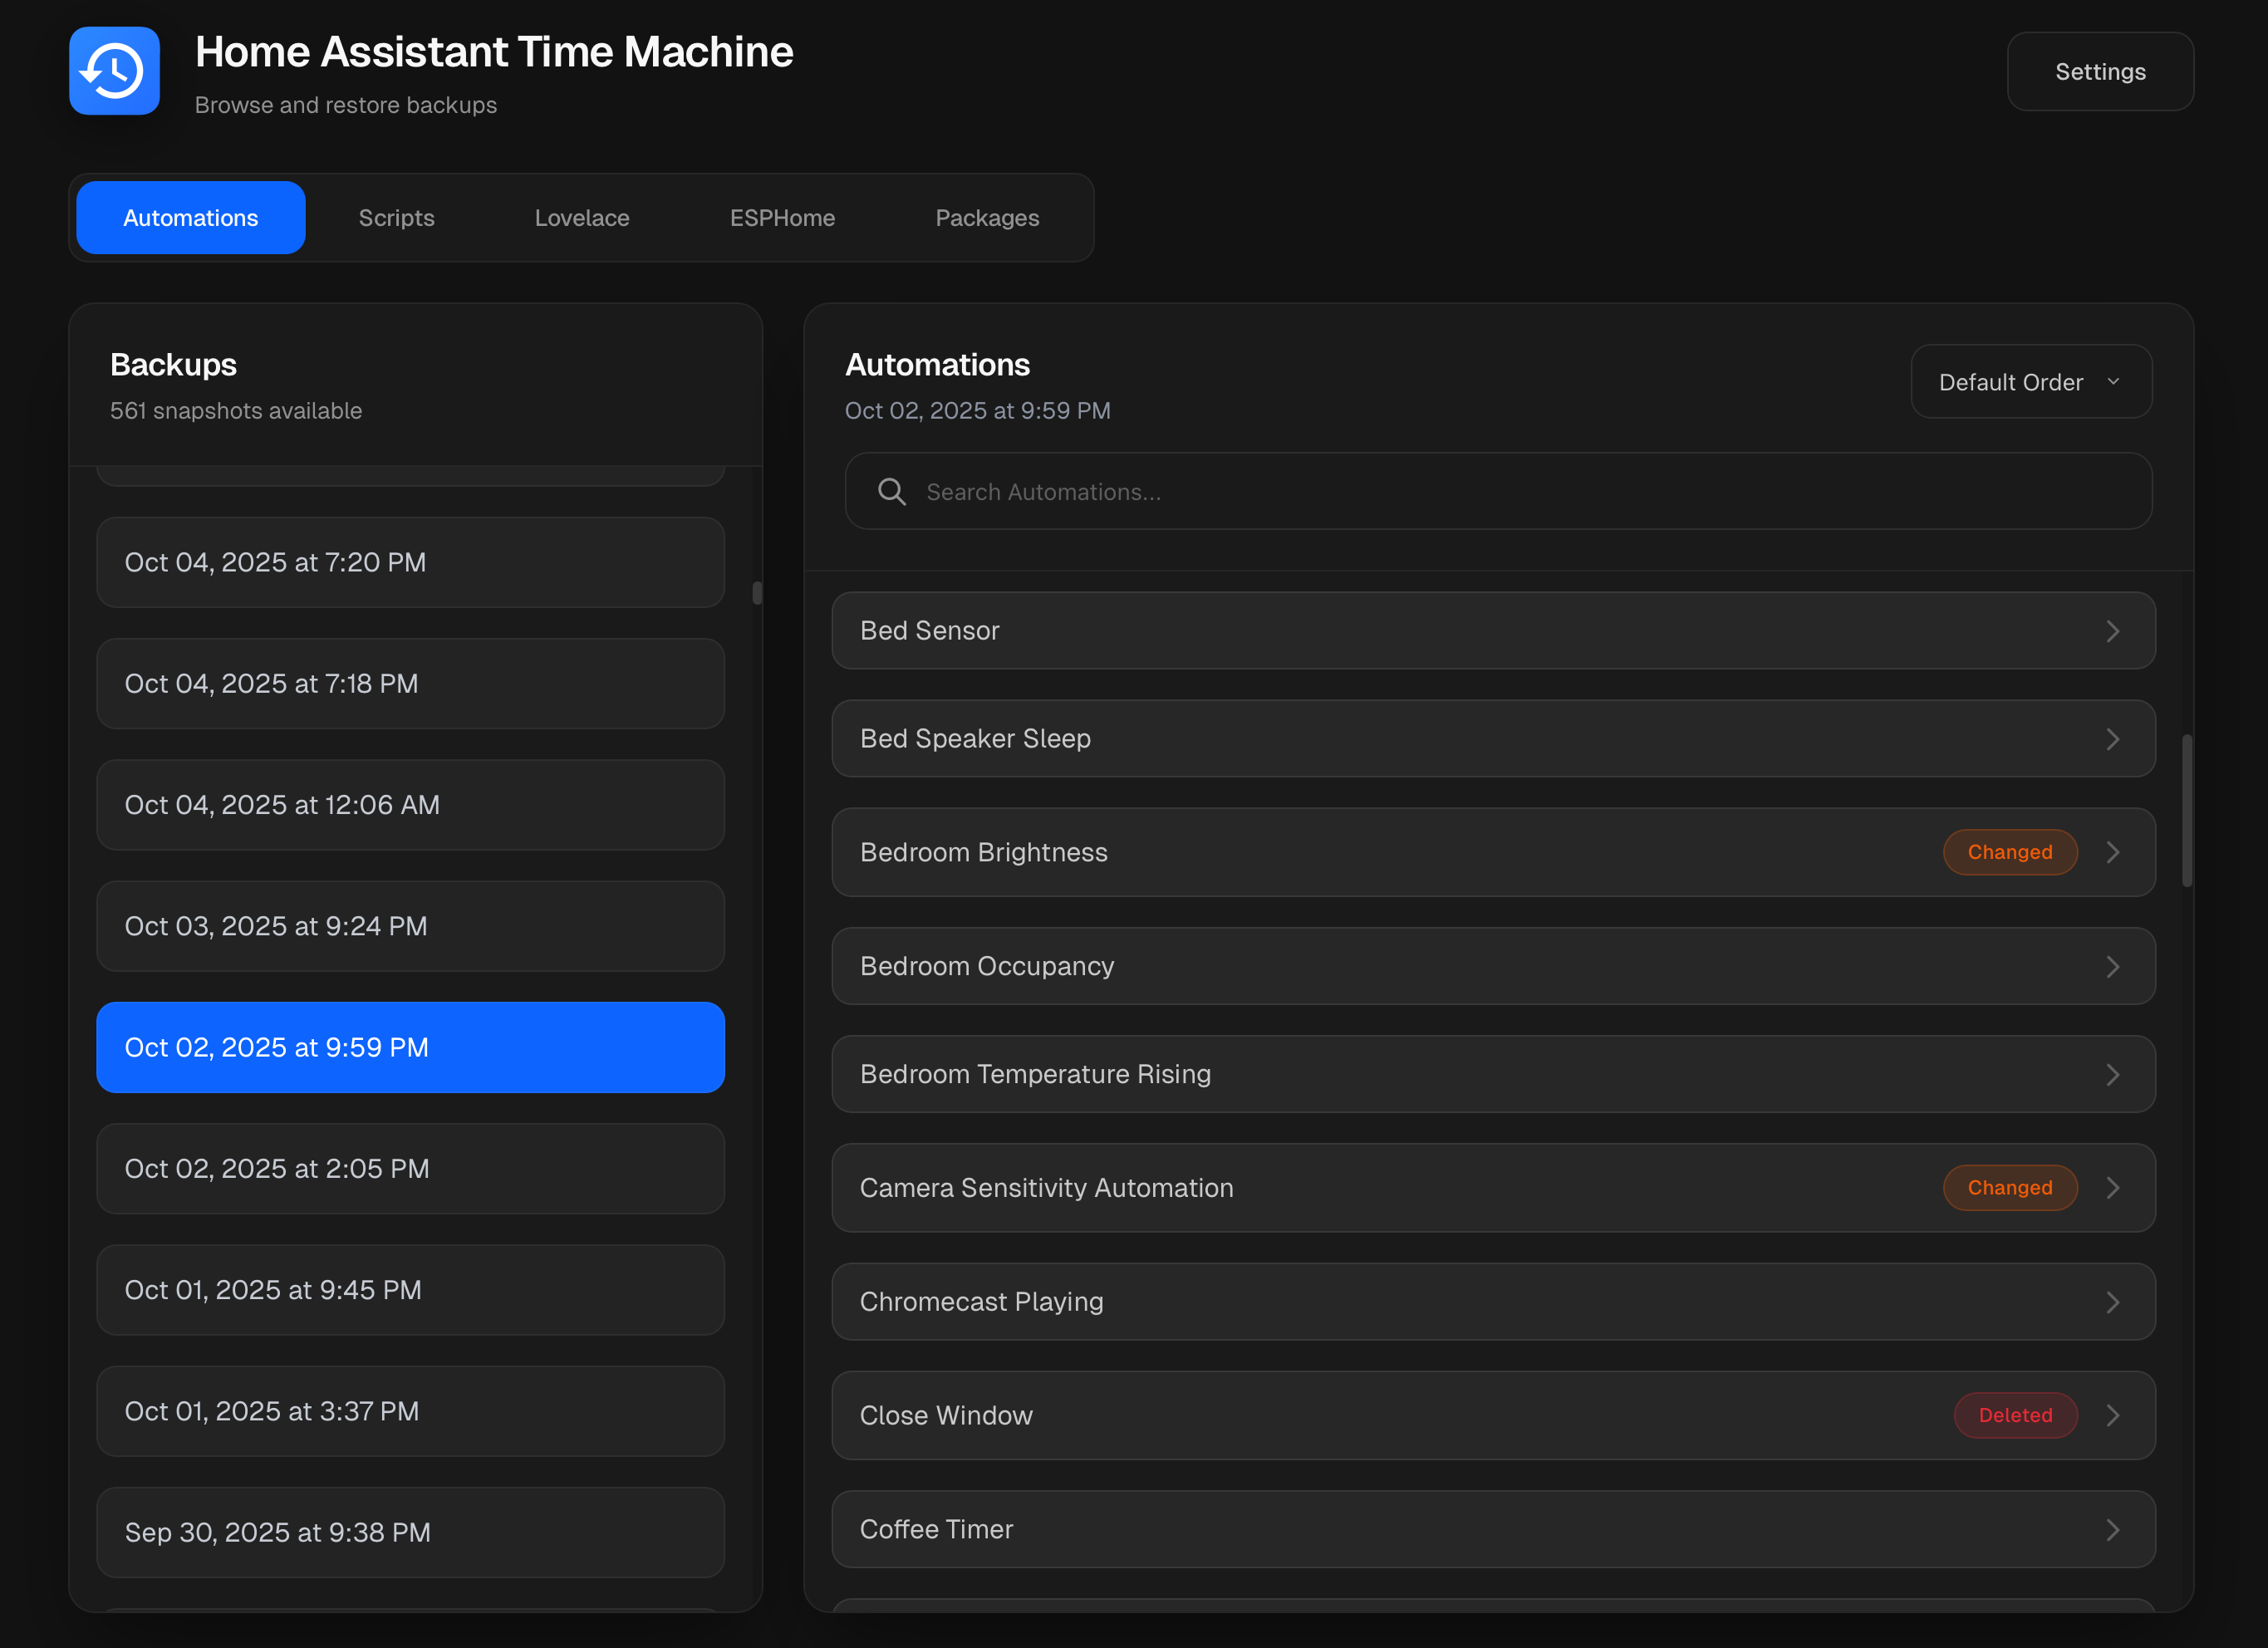 Home Assistant Time Machine
Browse and restore backups
Settings
Automations
Scripts
Lovelace
ESPHome
Packages
Backups
561 snapshots available
Oct 04, 2025 at 7:20 PM
Oct 04, 2025 at 7:18 PM
Oct 04, 2025 at 12:06 AM
Oct 03, 2025 at 9:24 PM
Oct 02, 2025 at 9:59 PM
Oct 02, 2025 at 2:05 PM
Oct 01, 2025 at 9:45 PM
Oct 01, 2025 at 3:37 PM
Sep 30, 2025 at 9:38 PM
Automations
Oct 02, 2025 at 9:59 PM
Default Order
Search Automations...
Bed Sensor
Bed Speaker Sleep
Bedroom Brightness
Changed
Bedroom Occupancy
Bedroom Temperature Rising
Camera Sensitivity Automation
Changed
Chromecast Playing
Close Window
Deleted
Coffee Timer